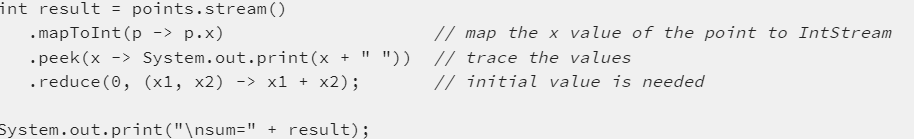 int result = points.stream()
.mapToInt(p -> p.x) // map the x value of the point to IntStream
.peek(x -> System.out.print(x + " ")) // trace the values
.reduce(0, (x1, x2) -> x1 + x2); // initial value is needed
System.out.print("\nsum=" + result);